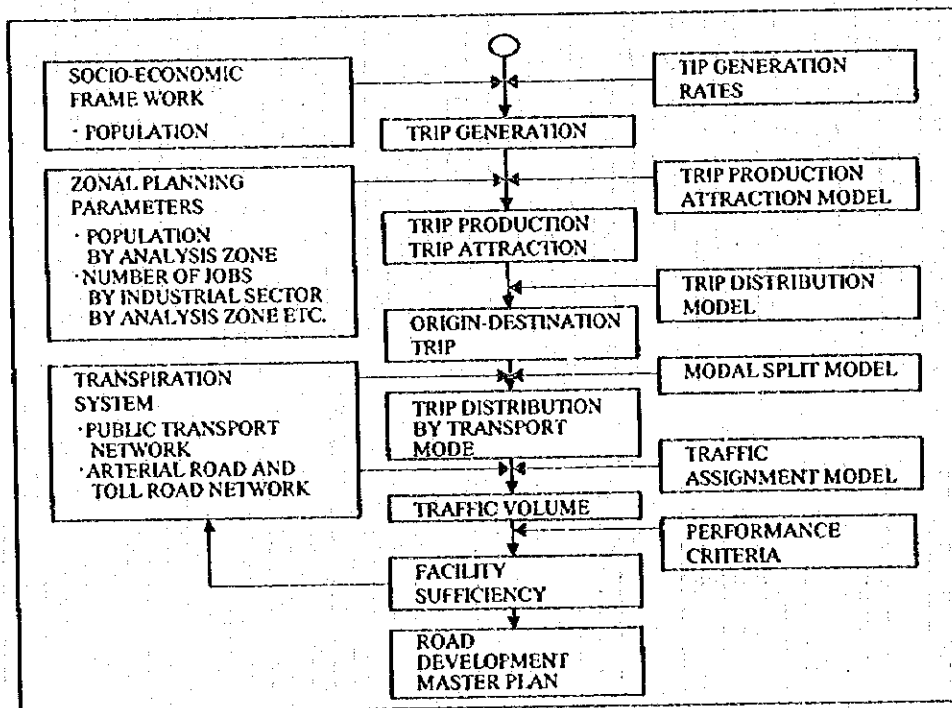 SOCIO-ECONOMIC
FRAME WORK
· POPULATION
TIP GENERATION
RATES
TRIP GENERATION
ZONAL PLANNING
PARAMETERS
· POPULATION
BY ANALYSIS ZONE
· NUMBER OF JOBS
BY INDUSTRIAL SECTOR
BY ANALYSIS ZONE ETC.
TRIP PRODUCTION
ATTRACTION MODEL
TRIP PRODUCTION
TRIP ATTRACTION
TRIP DISTRIBUTION
MODEL
ORIGIN-DESTINATION
TRIP
TRANSPIRATION
SYSTEM
· PUBLIC TRANSPORT
NETWORK
· ARTERIAL ROAD AND
TOLL ROAD NETWORK
MODAL SPLIT MODEL
TRIP DISTRIBUTION
BY TRANSPORT
MODE
TRAFFIC
ASSIGNMENT MODEL
TRAFFIC VOLUME
PERFORMANCE
CRITERIA
FACILITY
SUFFICIENCY
ROAD
DEVELOPMENT
MASTER PLAN